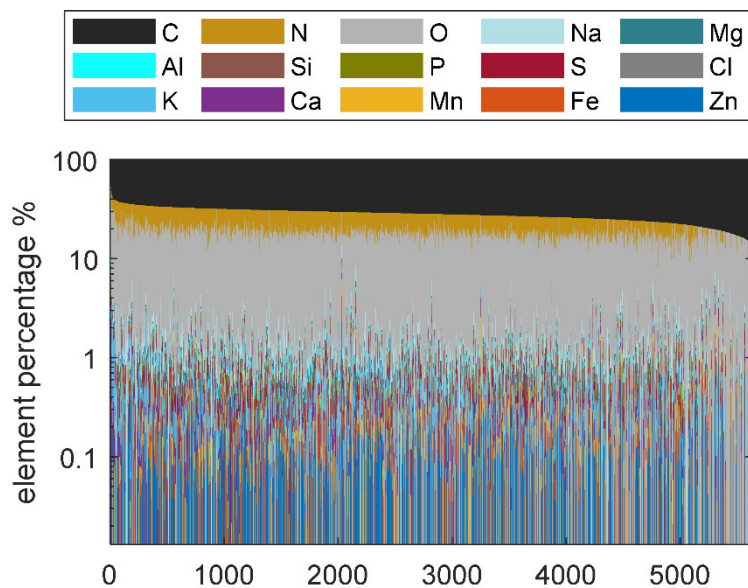 C N O Na Mg
Al Si P S Cl
K Ca Mn Fe Zn
element percentage %
100
10
1
0.1
0 1000 2000 3000 4000 5000